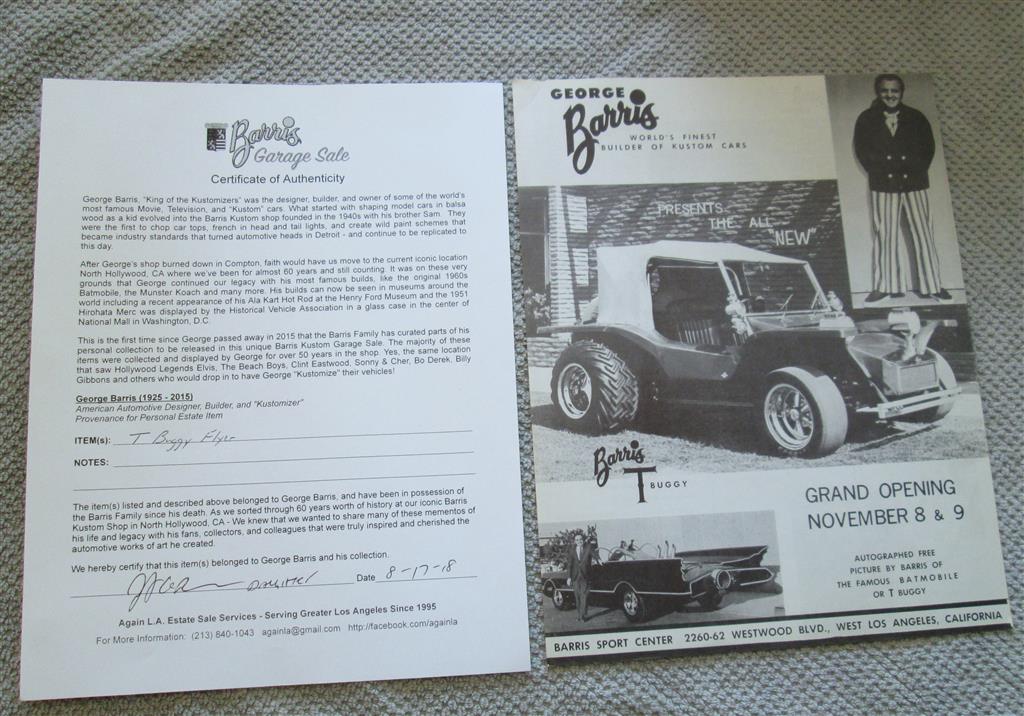 Barris
Garage Sale
Certificate of Authenticity
George Barris, "King of the Kustomizers" was the designer, builder, and owner of some of the world's
most famous Movie, Television, and "Kustom" cars. What started with shaping model cars in balsa
wood as a kid evolved into the Barris Kustom shop founded in the 1940s with his brother Sam. They
were the first to chop car tops, french in head and tail lights, and create wild paint schemes that
became industry standards that turned automotive heads in Detroit - and continue to be replicated to
this day.
After George's shop burned down in Compton, faith would have us move to the current iconic location
North Hollywood, CA where we've been for almost 60 years and still counting. It was on these very
grounds that George continued our legacy with his most famous builds, like the original 1960s
Batmobile, the Munster Koach and many more. His builds can now be seen in museums around the
world including a recent appearance of his Ala Kart Hot Rod at the Henry Ford Museum and the 1951
Hirohata Merc was displayed by the Historical Vehicle Association in a glass case in the center of
National Mall in Washington, D.C.
This is the first time since George passed away in 2015 that the Barris Family has curated parts of his
personal collection to be released in this unique Barris Kustom Garage Sale. The majority of these
items were collected and displayed by George for over 50 years in the shop. Yes, the same location
that saw Hollywood Legends Elvis, The Beach Boys, Clint Eastwood, Sonny & Cher, Bo Derek, Billy
Gibbons and others who would drop in to have George "Kustomize" their vehicles!
George Barris (1925 - 2015)
American Automotive Designer, Builder, and "Kustomizer"
Provenance for Personal Estate Item
ITEM(s): T Buggy Flyer
NOTES:
The item(s) listed and described above belonged to George Barris, and have been in possession of
the Barris Family since his death. As we sorted through 60 years worth of history at our iconic Barris
Kustom Shop in North Hollywood, CA - We knew that we wanted to share many of these mementos of
his life and legacy with his fans, collectors, and colleagues that were truly inspired and cherished the
automotive works of art he created.
We hereby certify that this item(s) belonged to George Barris and his collection.
Date 8-17-18
Again L.A. Estate Sale Services - Serving Greater Los Angeles Since 1995
For More Information: (213) 840-1043 againla@gmail.com http://facebook.com/againla
GEORGE
Barris
WORLD'S FINEST
BUILDER OF KUSTOM CARS
PRESENTS...
THE ALL
"NEW"
Barris
T BUGGY
GRAND OPENING
NOVEMBER 8 & 9
AUTOGRAPHED FREE
PICTURE BY BARRIS OF
THE FAMOUS BATMOBILE
OR T BUGGY
BARRIS SPORT CENTER 2260-62 WESTWOOD BLVD., WEST LOS ANGELES, CALIFORNIA